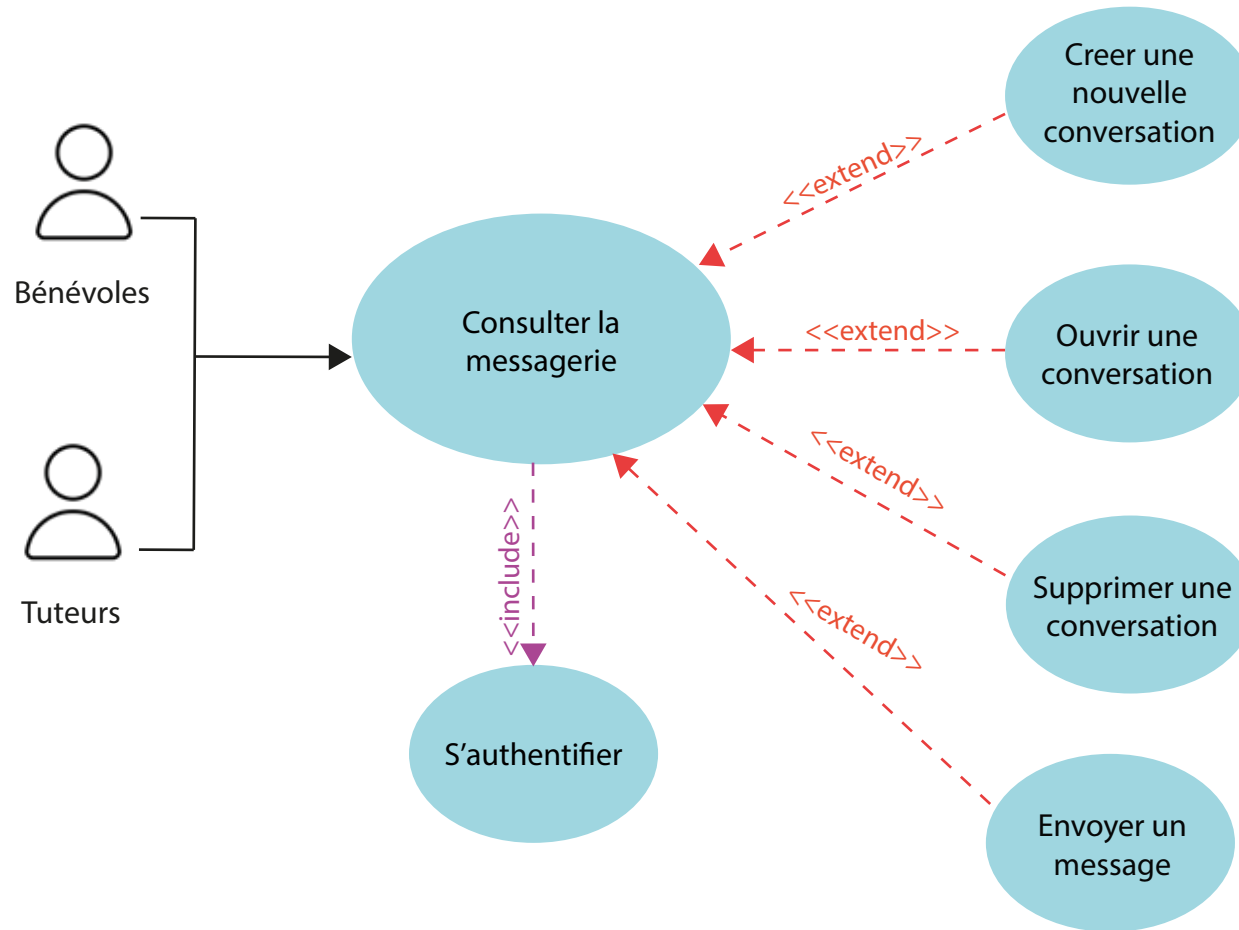 Creer une
nouvelle
conversation
<<extend>>
Bénévoles
Consulter la
messagerie
<<extend>>
Ouvrir une
conversation
<<extend>>
Tuteurs
<<include>>
Supprimer une
conversation
<<extend>>
S’authentifier
Envoyer un
message